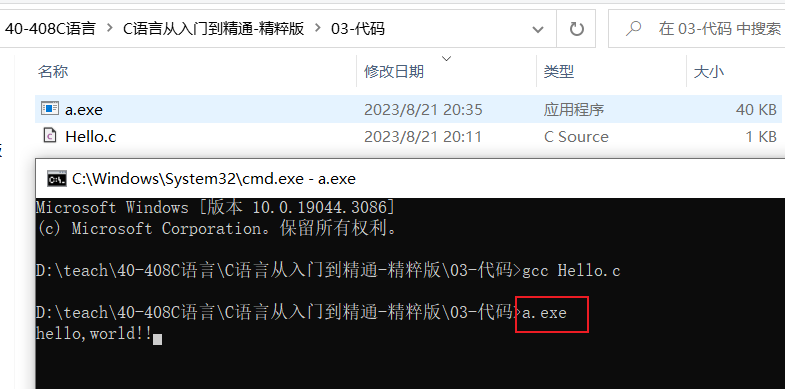 40-408C语言 > C语言从入门到精通-精粹版 > 03-代码
在 03-代码 中搜索
名称 修改日期 类型 大小
a.exe 2023/8/21 20:35 应用程序 40 KB
Hello.c 2023/8/21 20:11 C Source 1 KB
C:\Windows\System32\cmd.exe - a.exe
Microsoft Windows [版本 10.0.19044.3086]
(c) Microsoft Corporation。保留所有权利。
D:\teach\40-408C语言\C语言从入门到精通-精粹版\03-代码>gcc Hello.c
D:\teach\40-408C语言\C语言从入门到精通-精粹版\03-代码>a.exe
hello,world!!